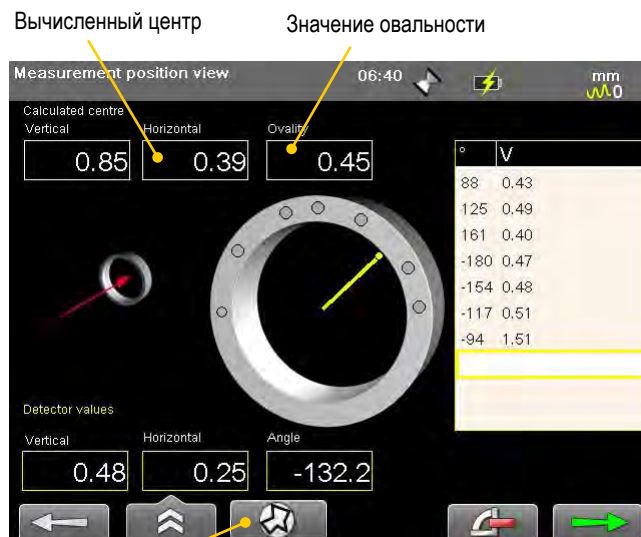 Вычисленный центр Значение овальности
Measurement position view 06:40 mm
0
Calculated centre
Vertical Horizontal Ovality
0.85 0.39 0.45
° V
88 0.43
125 0.49
161 0.40
-180 0.47
-154 0.48
-117 0.51
-94 1.51
Detector values
Vertical Horizontal Angle
0.48 0.25 -132.2